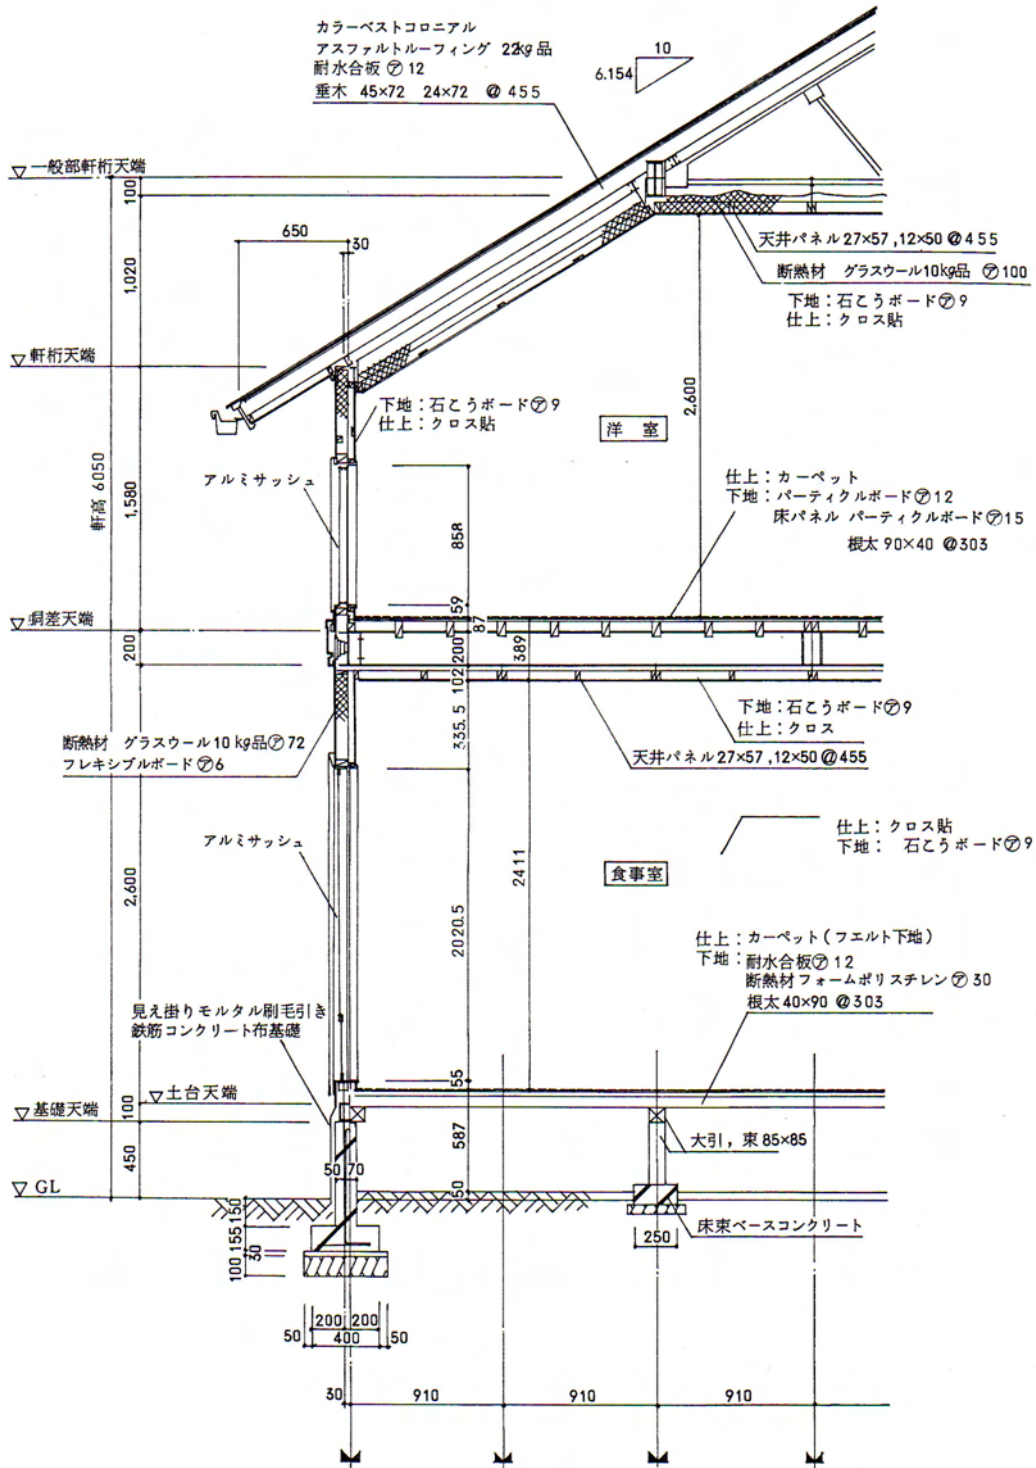 カラーベストコロニアル
アスファルトルーフィング 22kg品
耐水合板 ㋐ 12
垂木 45×72 24×72 @ 455
10
6.154
一般部軒桁天端
100
650
30
天井パネル 27×57 ,12×50 @455
断熱材 グラスウール10kg品 ㋐ 100
下地：石こうボード㋐9
仕上：クロス貼
1,020
軒桁天端
下地：石こうボード㋐9
仕上：クロス貼
2,600
洋 室
アルミサッシュ
軒高 6050
1,1580
858
仕上：カーペット
下地：パーティクルボード㋐12
床パネル パーティクルボード㋐15
根太 90×40 @303
59
胴差天端
87
200
200
389
102
335.5
下地：石こうボード㋐9
仕上：クロス
断熱材 グラスウール10kg品㋐72
フレキシブルボード㋐6
天井パネル27×57 ,12×50 @455
アルミサッシュ
仕上：クロス貼
下地： 石こうボード㋐9
食事室
2,600
2411
2020.5
仕上：カーペット(フエルト下地)
下地：耐水合板㋐12
断熱材フォームポリスチレン㋐30
根太40×90 @303
見え掛りモルタル刷毛引き
鉄筋コンクリート布基礎
55
土台天端
100
基礎天端
587
大引，束 85×85
450
50 70
GL
50
150
155
30
100
床束ベースコンクリート
250
200 200
50 400 50
30 910 910 910